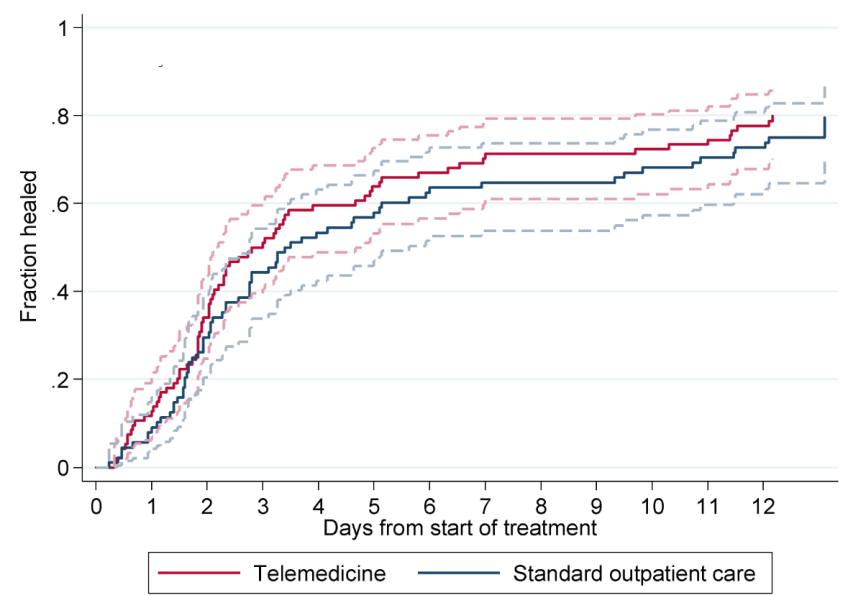 1
.8
.6
.4
.2
0
Fraction healed
0 1 2 3 4 5 6 7 8 9 10 11 12
Days from start of treatment
Telemedicine Standard outpatient care